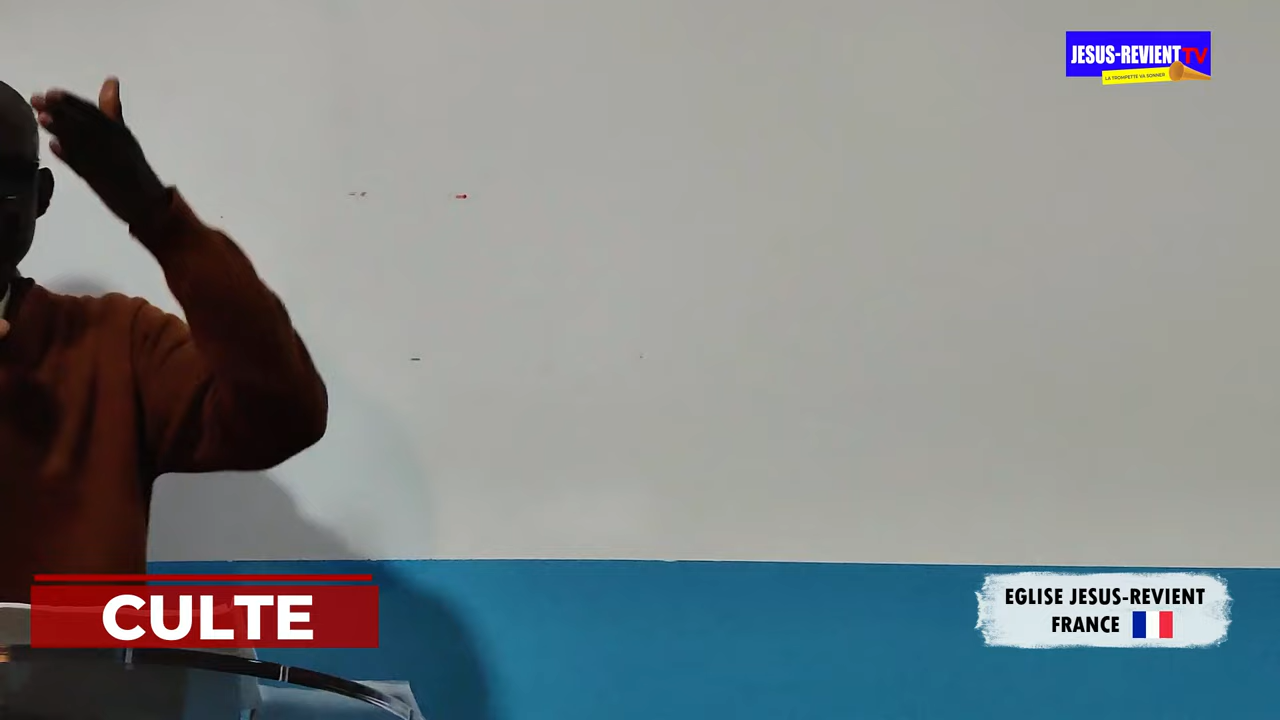 JESUS-REVIENT TV
LA TROMPETTE VA SONNER
CULTE
EGLISE JESUS-REVIENT
FRANCE